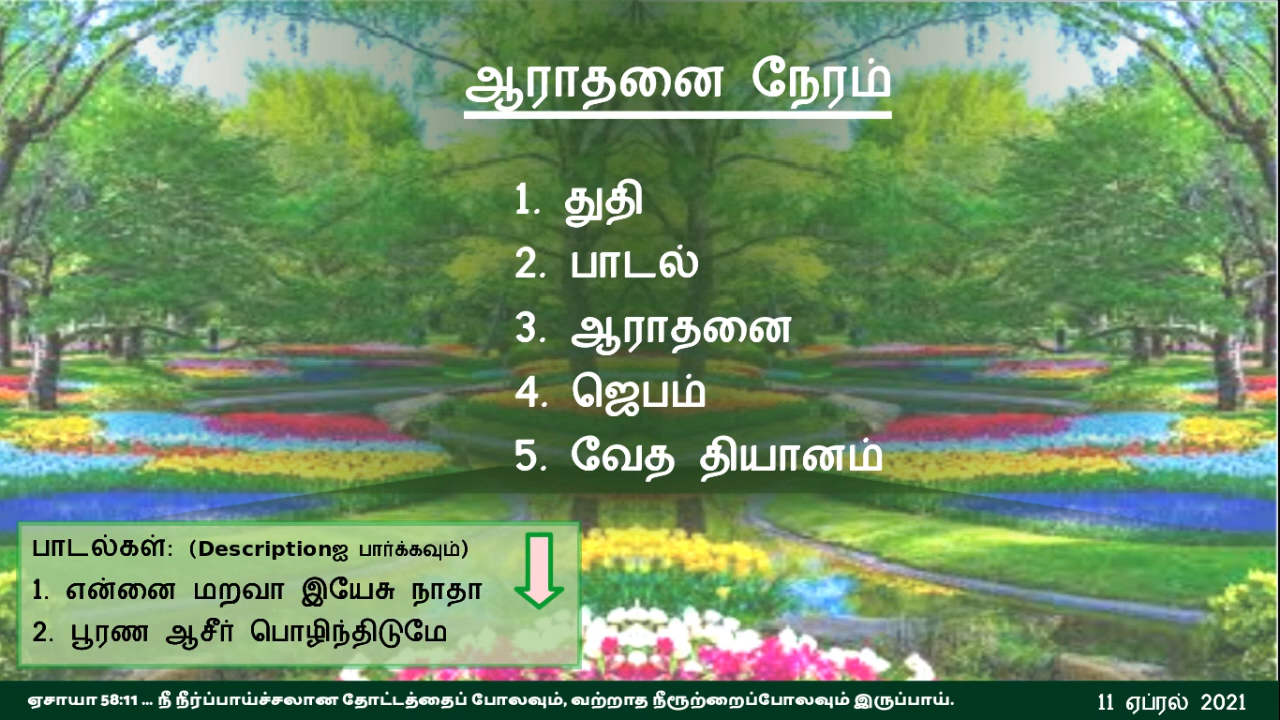 ஆராதனை நேரம்
1. துதி
2. பாடல்
3. ஆராதனை
4. ஜெபம்
5. வேத தியானம்
பாடல்கள்: (Descriptionஐ பார்க்கவும்)
1. என்னை மறவா இயேசு நாதா
2. பூரண ஆசீர் பொழிந்திடுமே
ஏசாயா 58:11 ... நீ நீர்ப்பாய்ச்சலான தோட்டத்தைப் போலவும், வற்றாத நீரூற்றைப்போலவும் இருப்பாய்.
11 ஏப்ரல் 2021